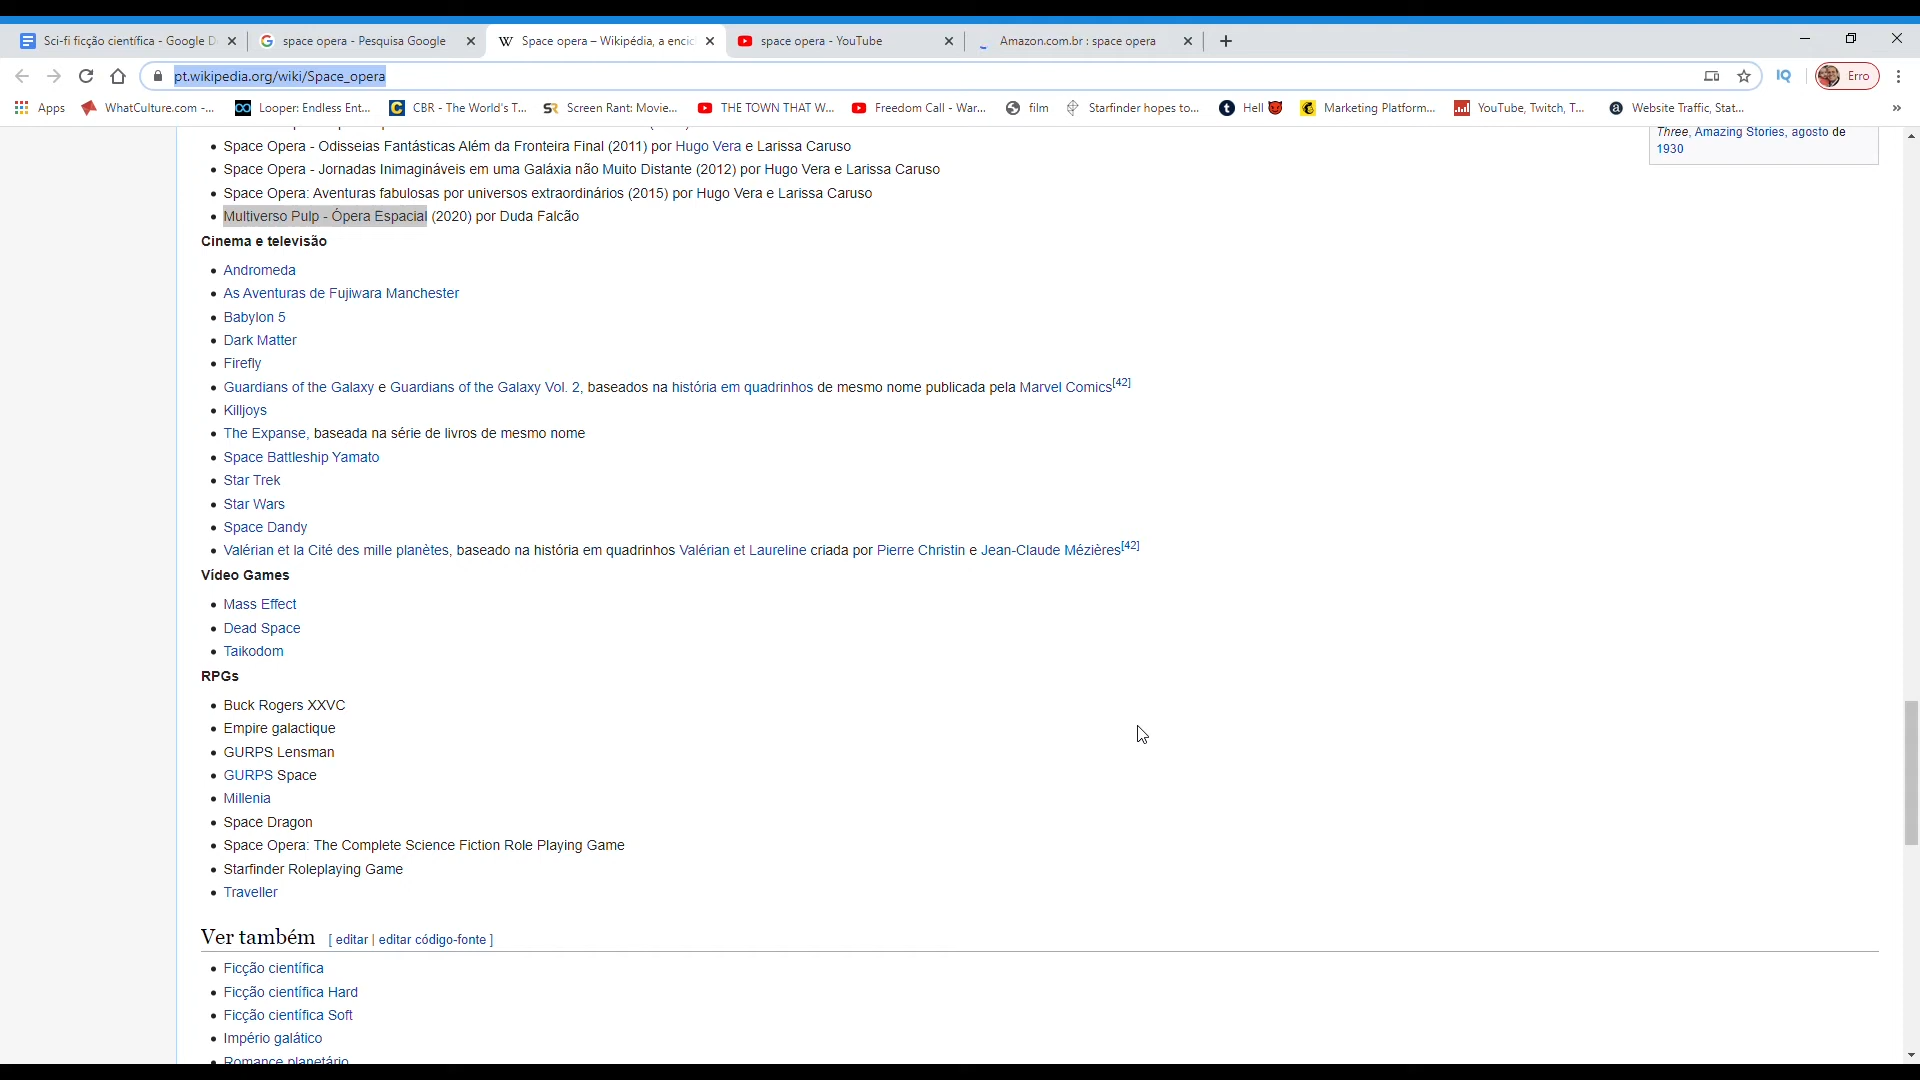 Sci-fi ficção científica - Google D
space opera - Pesquisa Google
W Space opera – Wikipédia, a encic
space opera - YouTube
Amazon.com.br : space opera
pt.wikipedia.org/wiki/Space_opera
IQ
Erro
Apps
WhatCulture.com -...
Looper: Endless Ent...
CBR - The World's T...
SR Screen Rant: Movie...
THE TOWN THAT W...
Freedom Call - War...
film
Starfinder hopes to...
Hell
Marketing Platform...
YouTube, Twitch, T...
Website Traffic, Stat...
»
Three, Amazing Stories, agosto de
1930
Space Opera - Odisseias Fantásticas Além da Fronteira Final (2011) por Hugo Vera e Larissa Caruso
Space Opera - Jornadas Inimagináveis em uma Galáxia não Muito Distante (2012) por Hugo Vera e Larissa Caruso
Space Opera: Aventuras fabulosas por universos extraordinários (2015) por Hugo Vera e Larissa Caruso
Multiverso Pulp - Ópera Espacial (2020) por Duda Falcão
Cinema e televisão
Andromeda
As Aventuras de Fujiwara Manchester
Babylon 5
Dark Matter
Firefly
Guardians of the Galaxy e Guardians of the Galaxy Vol. 2, baseados na história em quadrinhos de mesmo nome publicada pela Marvel Comics[42]
Killjoys
The Expanse, baseada na série de livros de mesmo nome
Space Battleship Yamato
Star Trek
Star Wars
Space Dandy
Valérian et la Cité des mille planètes, baseado na história em quadrinhos Valérian et Laureline criada por Pierre Christin e Jean-Claude Mézières[42]
Vídeo Games
Mass Effect
Dead Space
Taikodom
RPGs
Buck Rogers XXVC
Empire galactique
GURPS Lensman
GURPS Space
Millenia
Space Dragon
Space Opera: The Complete Science Fiction Role Playing Game
Starfinder Roleplaying Game
Traveller
Ver também [ editar | editar código-fonte ]
Ficção científica
Ficção científica Hard
Ficção científica Soft
Império galático
Romance planetário